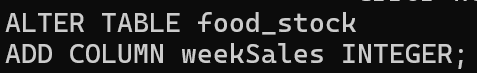 ALTER TABLE food_stock
ADD COLUMN weekSales INTEGER;